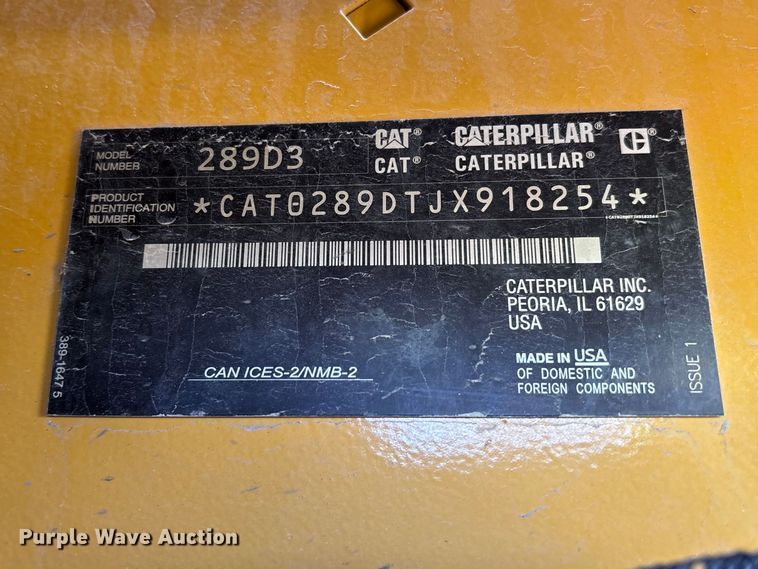 MODEL NUMBER 289D3 CAT® CATERPILLAR® C®
CAT® CATERPILLAR®
PRODUCT IDENTIFICATION NUMBER *CAT0289DTJX918254*
CATERPILLAR INC.
PEORIA, IL 61629
USA
CAN ICES-2/NMB-2
MADE IN USA
OF DOMESTIC AND
FOREIGN COMPONENTS
389-1647 5
ISSUE 1
Purple Wave Auction